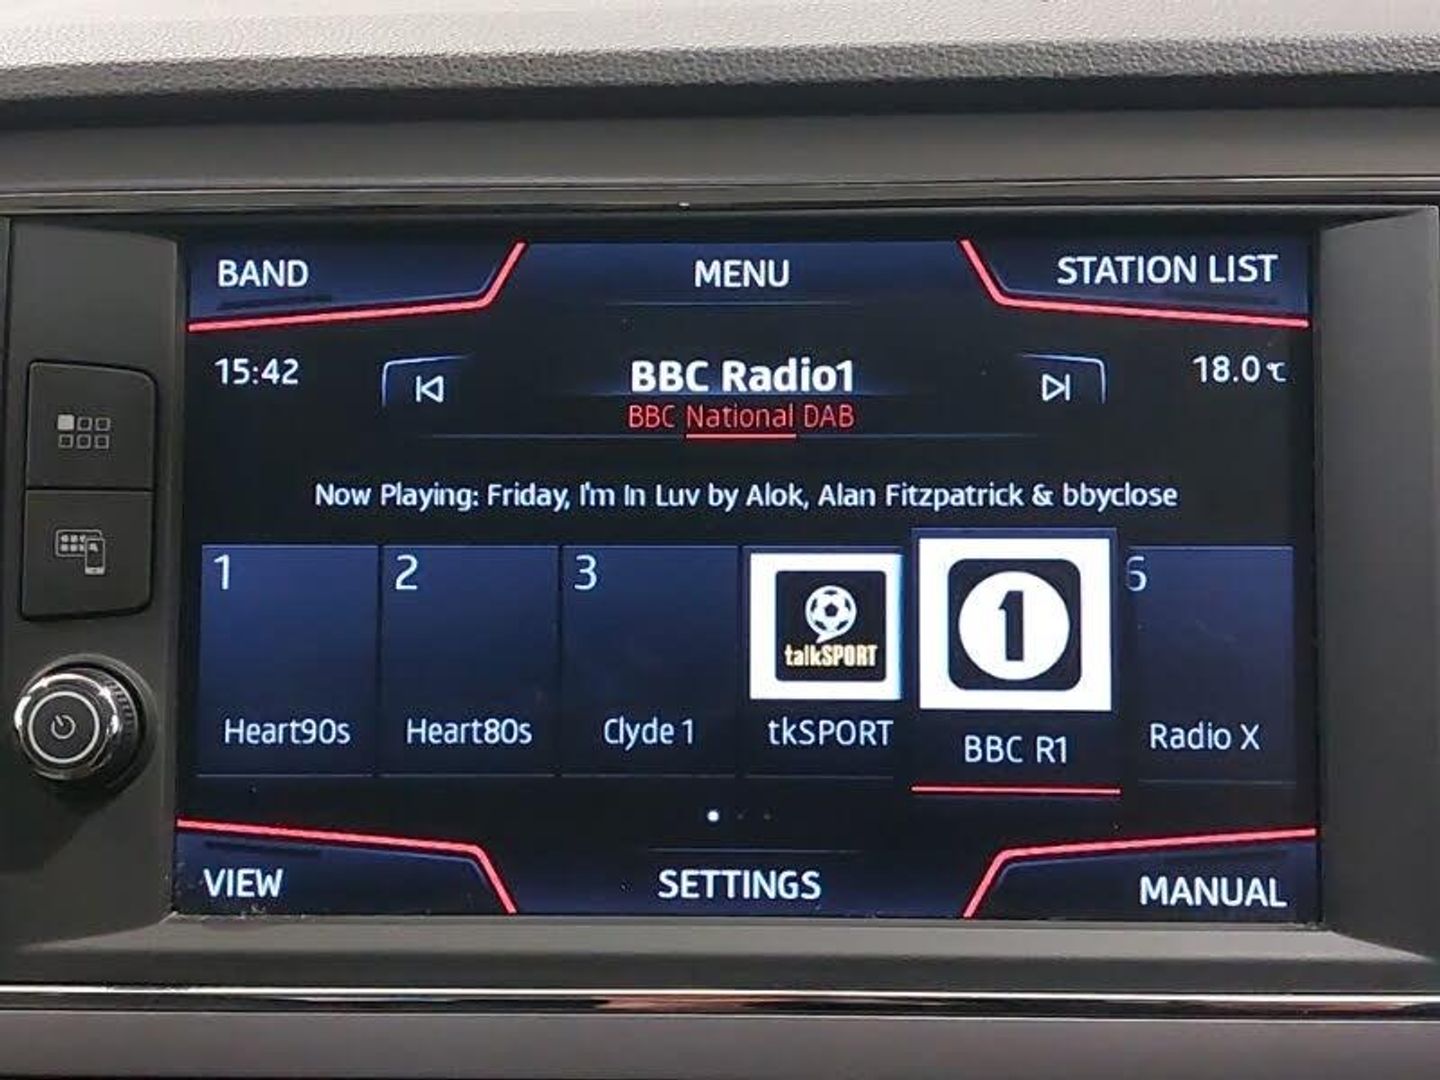 BAND MENU STATION LIST
15:42 BBC Radio1 18.0℃
BBC National DAB
Now Playing: Friday, I'm In Luv by Alok, Alan Fitzpatrick & bbyclose
1 2 3 talkSPORT 1 6
Heart90s Heart80s Clyde 1 tkSPORT BBC R1 Radio X
VIEW SETTINGS MANUAL